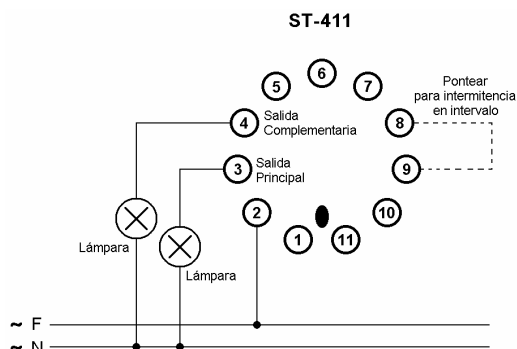 ST-411
6
5
7
Pontear
para intermitencia
en intervalo
4
Salida
Complementaria
8
3
Salida
Principal
9
2
10
1
11
Lámpara
Lámpara
~ F
~ N